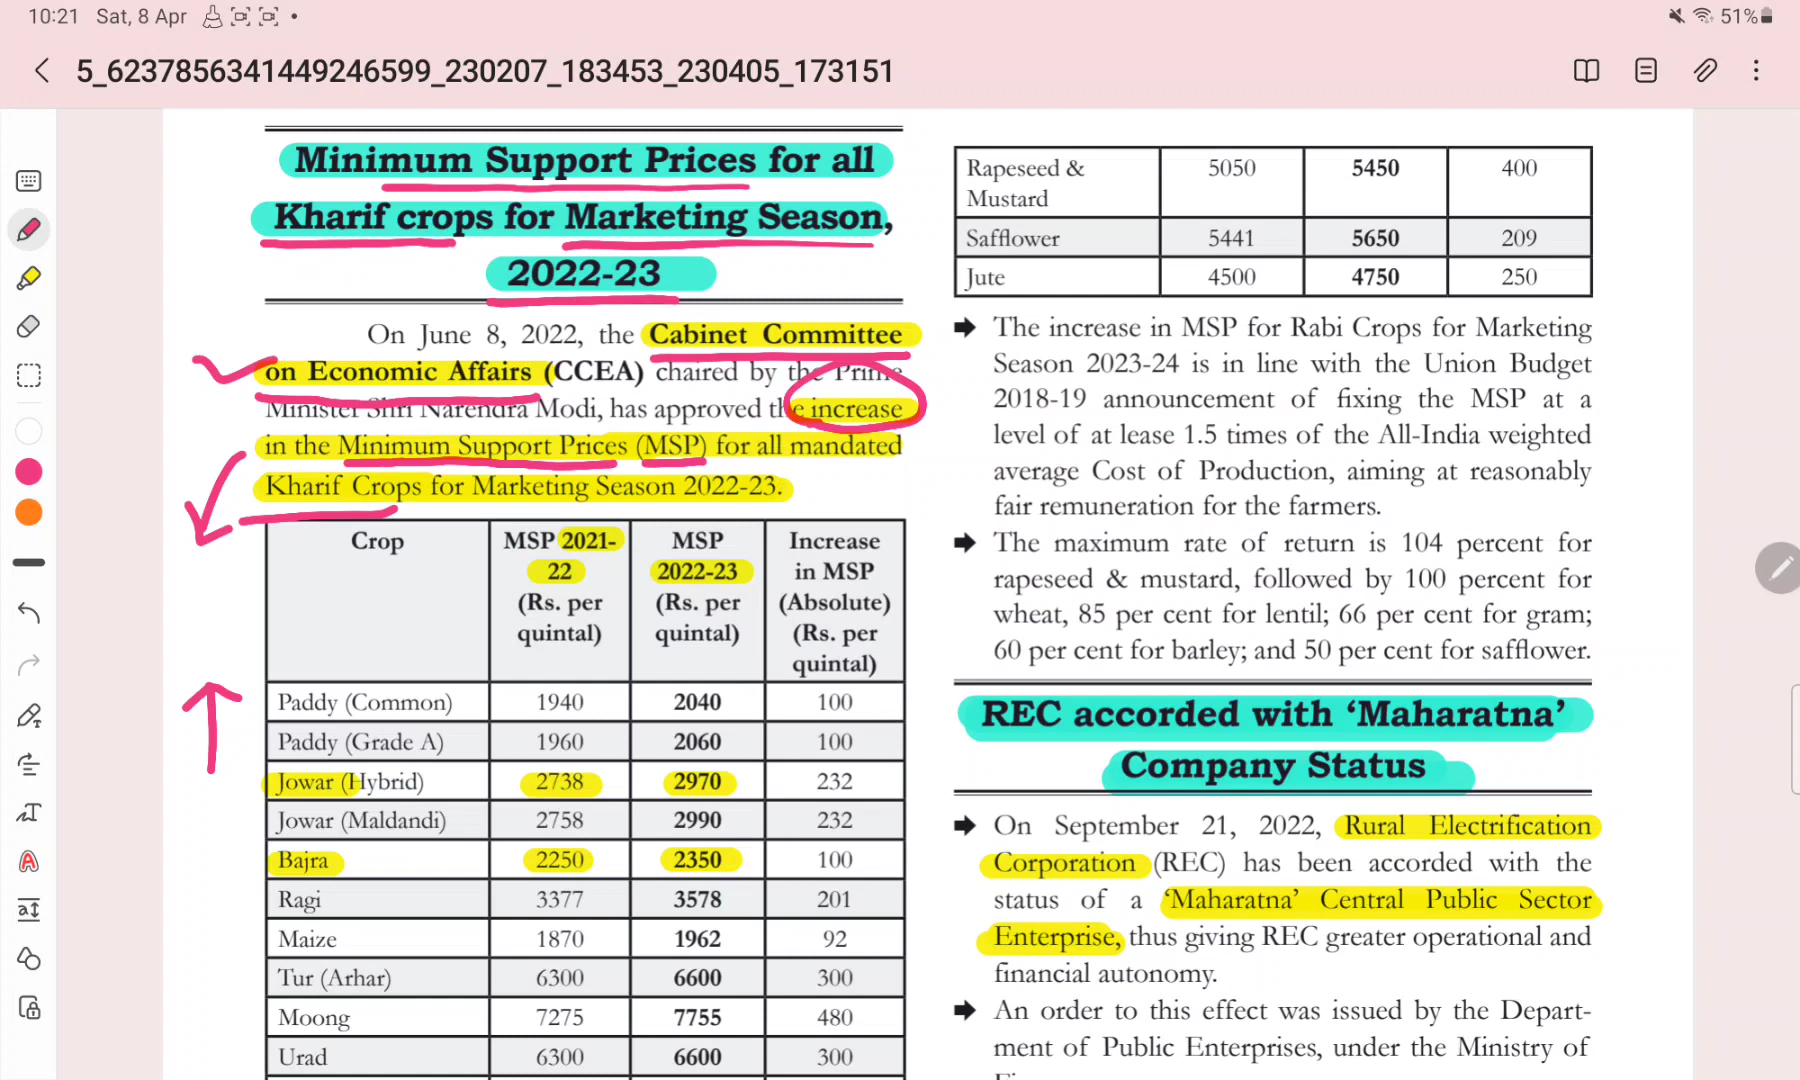 10:21 Sat, 8 Apr
51%
5_6237856341449246599_230207_183453_230405_173151
Minimum Support Prices for all
Kharif crops for Marketing Season,
2022-23
On June 8, 2022, the Cabinet Committee
on Economic Affairs (CCEA) chaired by the Prime
Minister Shri Narendra Modi, has approved the increase
in the Minimum Support Prices (MSP) for all mandated
Kharif Crops for Marketing Season 2022-23.
Crop MSP 2021-22 (Rs. per quintal) MSP 2022-23 (Rs. per quintal) Increase in MSP (Absolute) (Rs. per quintal)
Paddy (Common) 1940 2040 100
Paddy (Grade A) 1960 2060 100
Jowar (Hybrid) 2738 2970 232
Jowar (Maldandi) 2758 2990 232
Bajra 2250 2350 100
Ragi 3377 3578 201
Maize 1870 1962 92
Tur (Arhar) 6300 6600 300
Moong 7275 7755 480
Urad 6300 6600 300
Rapeseed & Mustard 5050 5450 400
Safflower 5441 5650 209
Jute 4500 4750 250
The increase in MSP for Rabi Crops for Marketing
Season 2023-24 is in line with the Union Budget
2018-19 announcement of fixing the MSP at a
level of at lease 1.5 times of the All-India weighted
average Cost of Production, aiming at reasonably
fair remuneration for the farmers.
The maximum rate of return is 104 percent for
rapeseed & mustard, followed by 100 percent for
wheat, 85 per cent for lentil; 66 per cent for gram;
60 per cent for barley; and 50 per cent for safflower.
REC accorded with ‘Maharatna’
Company Status
On September 21, 2022, Rural Electrification
Corporation (REC) has been accorded with the
status of a ‘Maharatna’ Central Public Sector
Enterprise, thus giving REC greater operational and
financial autonomy.
An order to this effect was issued by the Depart-
ment of Public Enterprises, under the Ministry of